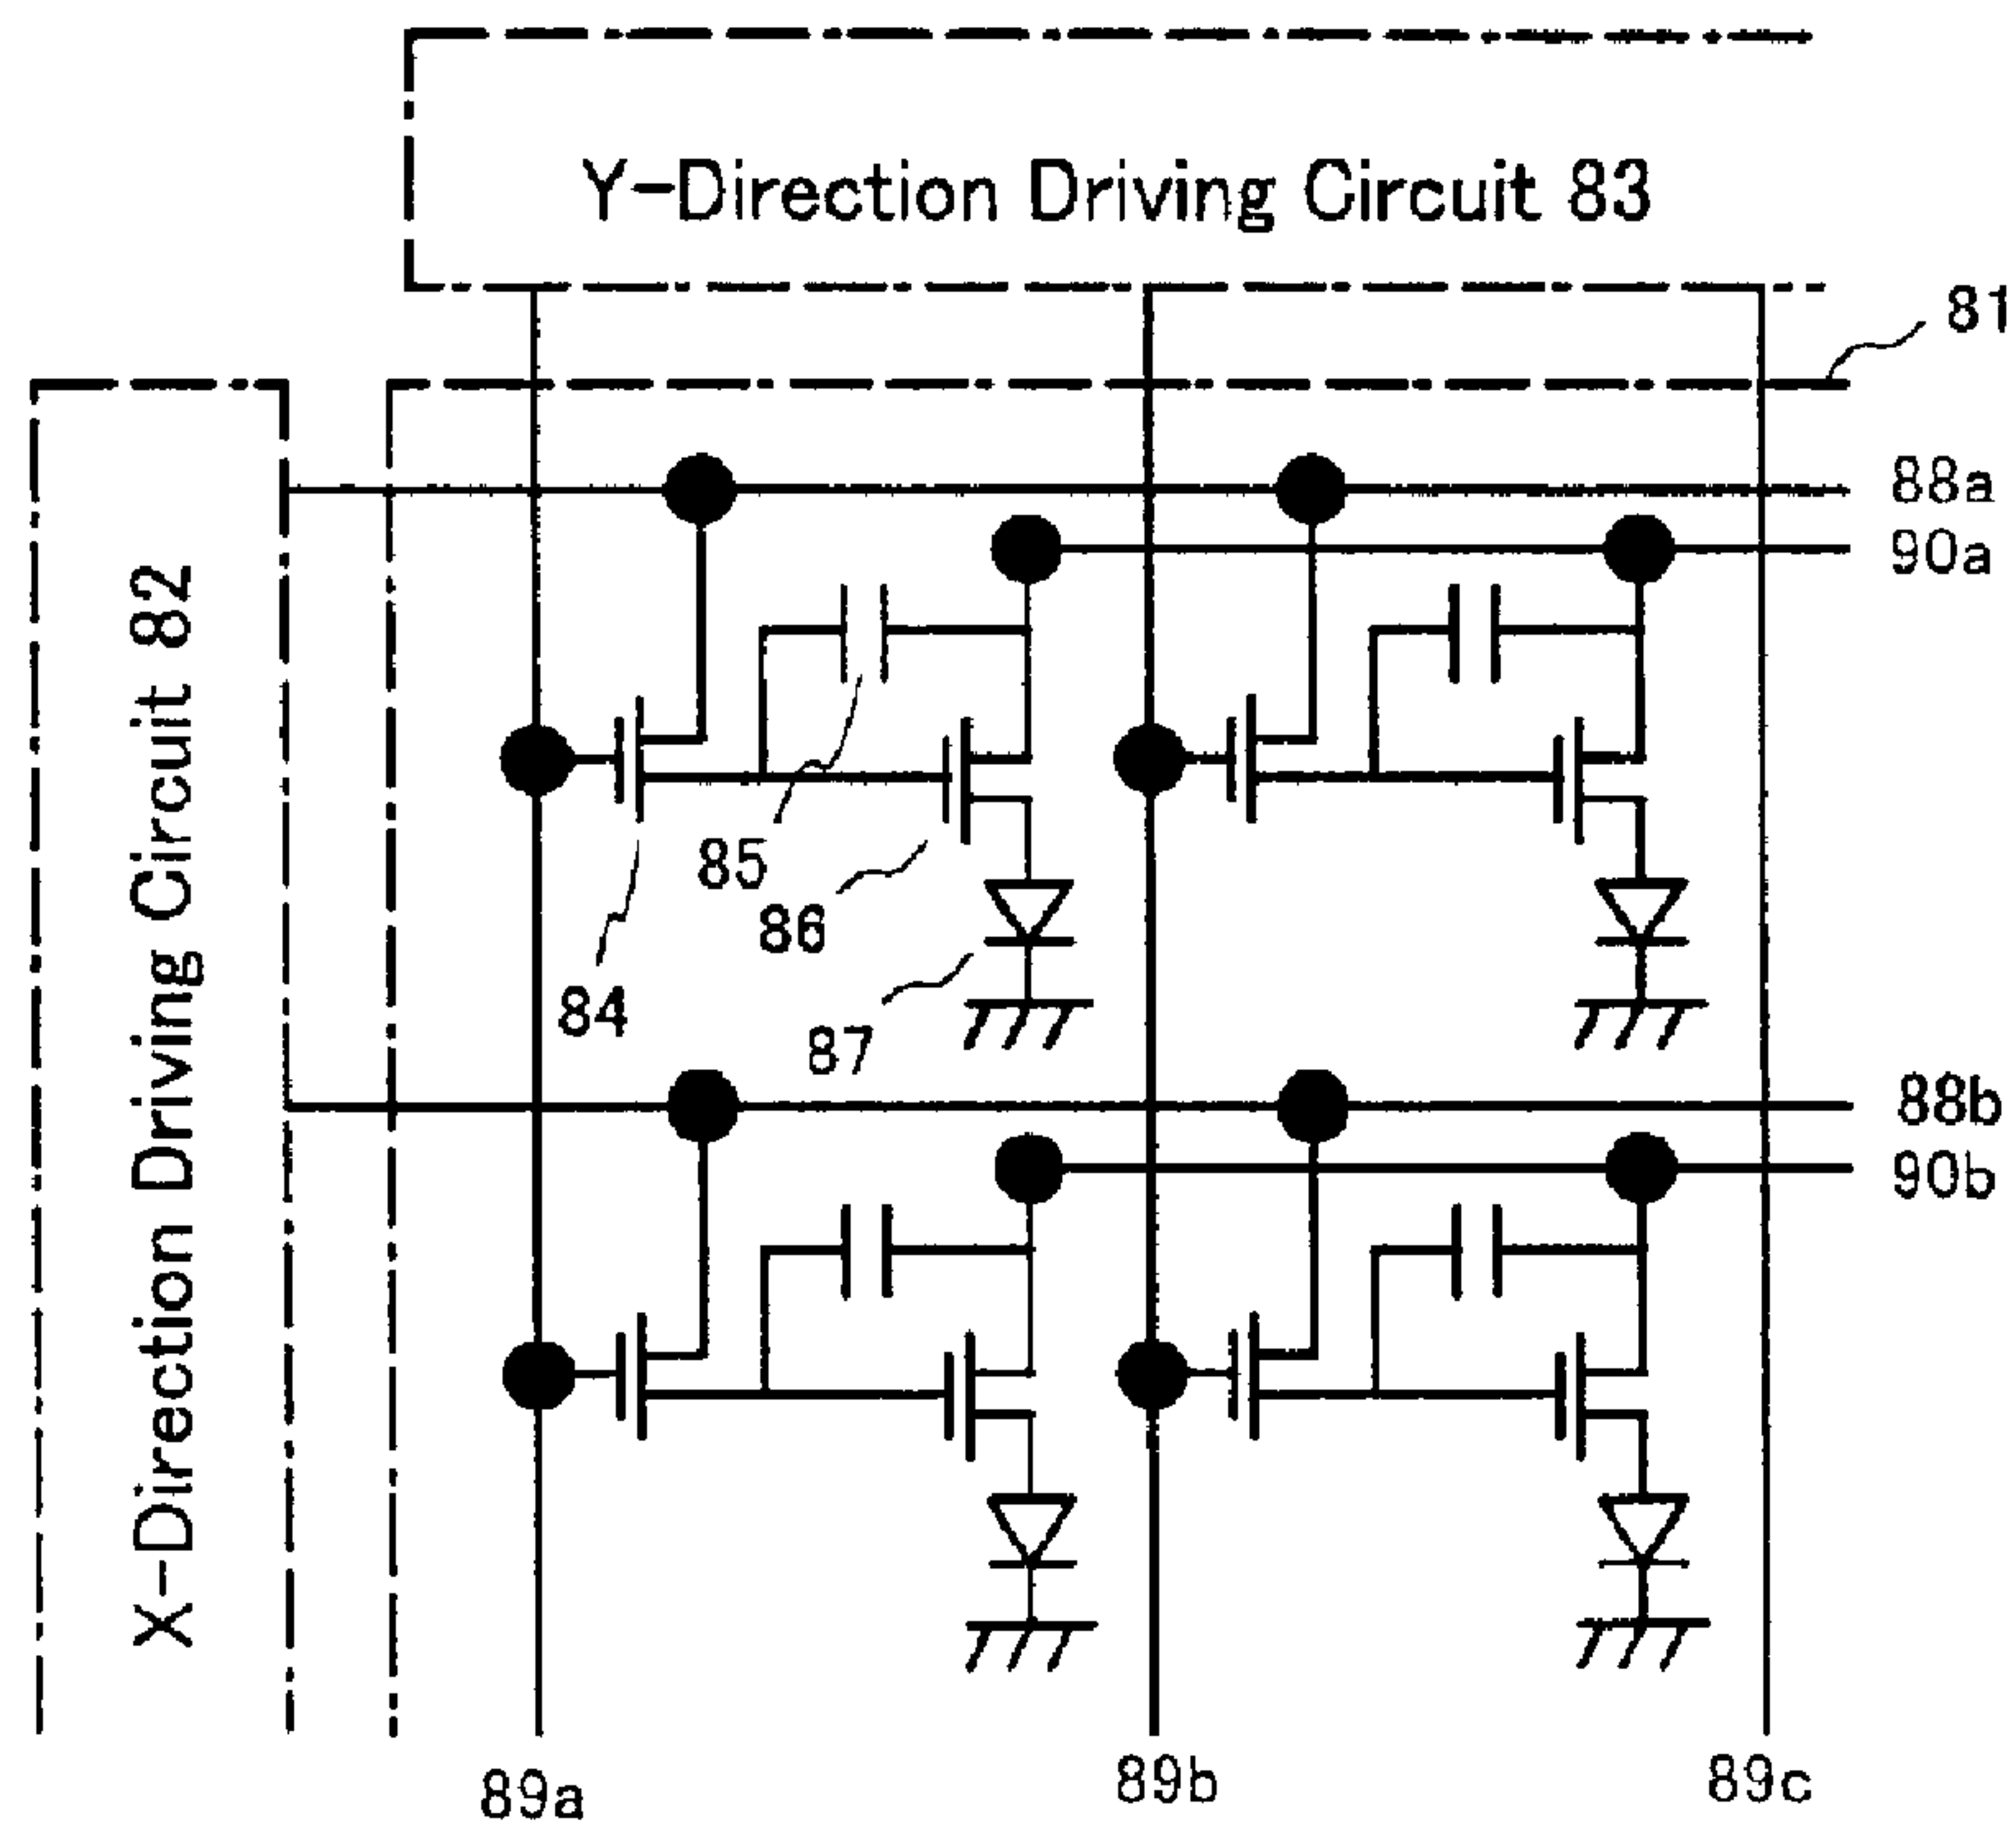 Y-Direction Driving Circuit 83
81
88a
90a
X-Direction Driving Circuit 82
85
86
84
87
88b
90b
89a
89b
89c